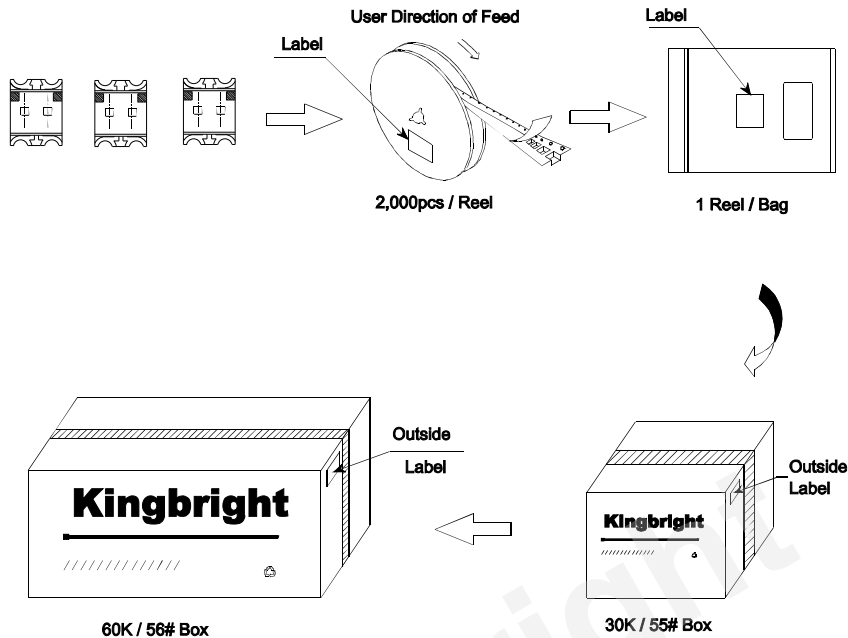 User Direction of Feed
Label
Label
2,000pcs / Reel
1 Reel / Bag
Outside
Label
Kingbright
60K / 56# Box
Outside
Label
Kingbright
30K / 55# Box